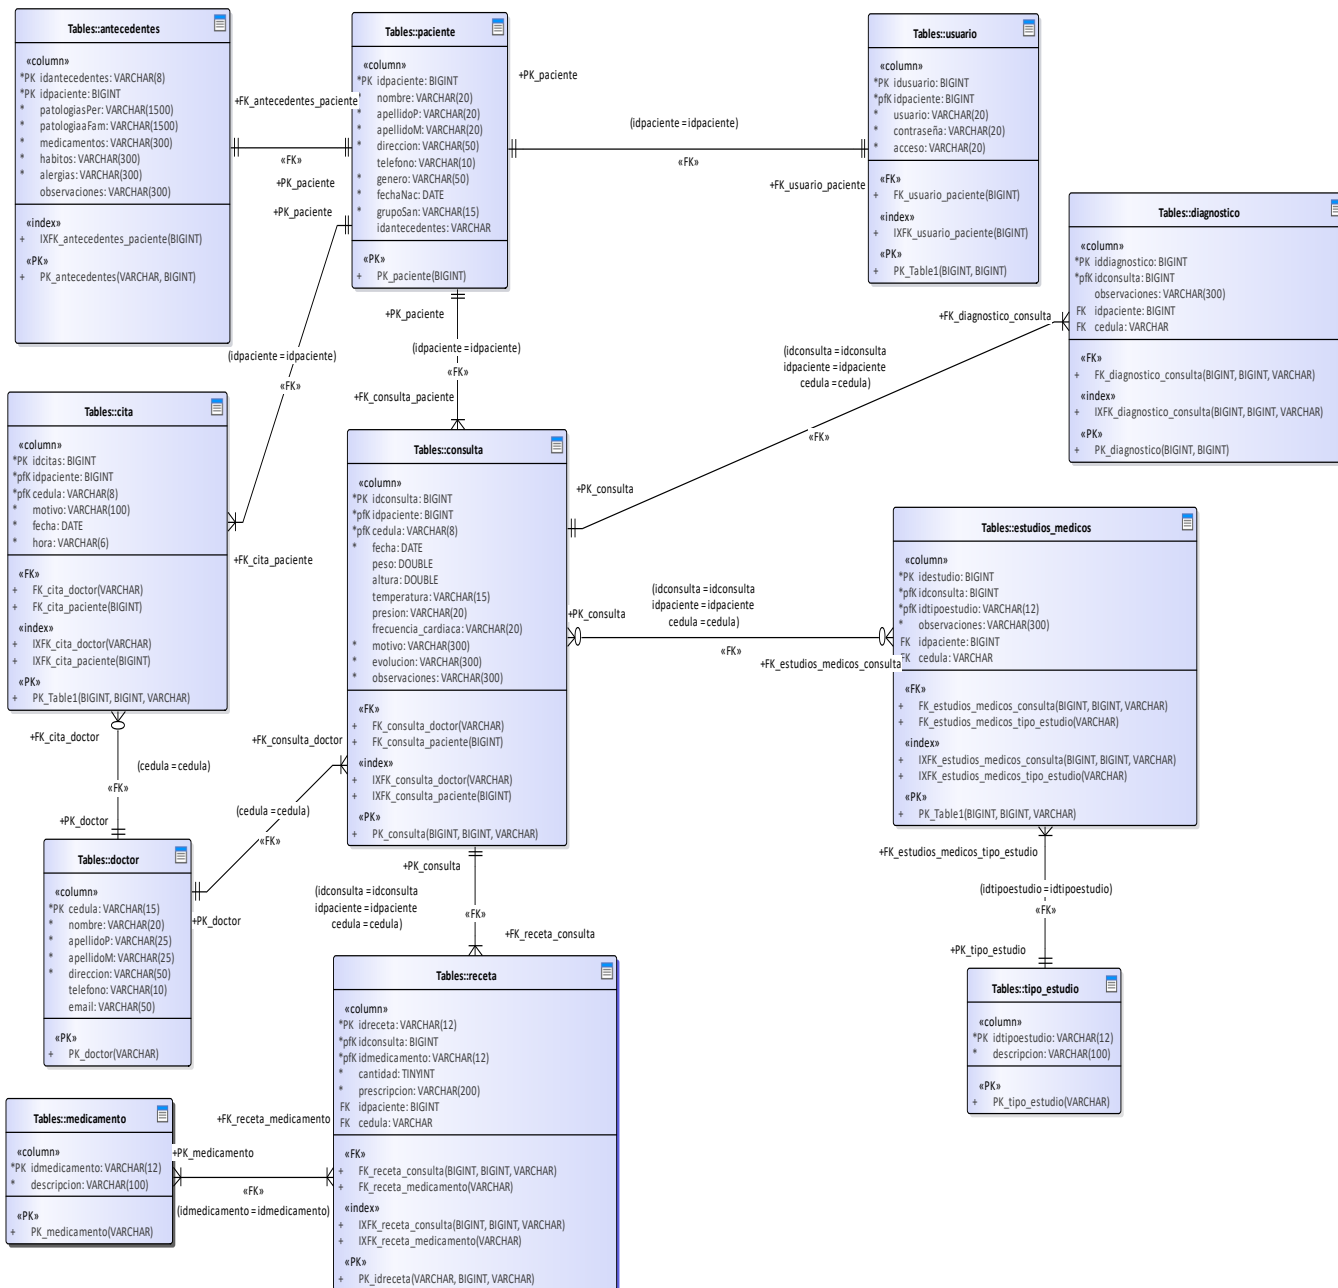 Tables::antecedentes
«column»
*PK idantecedentes: VARCHAR(8)
*PK idpaciente: BIGINT
* patologiasPer: VARCHAR(1500)
* patologiaaFam: VARCHAR(1500)
* medicamentos: VARCHAR(300)
* habitos: VARCHAR(300)
* alergias: VARCHAR(300)
observaciones: VARCHAR(300)
«index»
+ IXFK_antecedentes_paciente(BIGINT)
«PK»
+ PK_antecedentes(VARCHAR, BIGINT)
+FK_antecedentes_paciente
«FK»
+PK_paciente
Tables::paciente
«column»
*PK idpaciente: BIGINT
* nombre: VARCHAR(20)
* apellidoP: VARCHAR(20)
* apellidoM: VARCHAR(20)
* direccion: VARCHAR(50)
telefono: VARCHAR(10)
* genero: VARCHAR(50)
* fechaNac: DATE
* grupoSan: VARCHAR(15)
idantecedentes: VARCHAR
«PK»
+ PK_paciente(BIGINT)
+PK_paciente
(idpaciente = idpaciente)
«FK»
+FK_usuario_paciente
Tables::usuario
«column»
*PK idusuario: BIGINT
*pfK idpaciente: BIGINT
* usuario: VARCHAR(20)
* contraseña: VARCHAR(20)
* acceso: VARCHAR(20)
«FK»
+ FK_usuario_paciente(BIGINT)
«index»
+ IXFK_usuario_paciente(BIGINT)
«PK»
+ PK_Table1(BIGINT, BIGINT)
Tables::diagnostico
«column»
*PK iddiagnostico: BIGINT
*pfK idconsulta: BIGINT
observaciones: VARCHAR(300)
FK idpaciente: BIGINT
FK cedula: VARCHAR
«FK»
+ FK_diagnostico_consulta(BIGINT, BIGINT, VARCHAR)
«index»
+ IXFK_diagnostico_consulta(BIGINT, BIGINT, VARCHAR)
«PK»
+ PK_diagnostico(BIGINT, BIGINT)
+FK_diagnostico_consulta
(idconsulta = idconsulta
idpaciente = idpaciente
cedula = cedula)
«FK»
+PK_consulta
+PK_paciente
(idpaciente = idpaciente)
«FK»
+FK_cita_paciente
+PK_paciente
(idpaciente = idpaciente)
«FK»
+FK_consulta_paciente
Tables::cita
«column»
*PK idcitas: BIGINT
*pfK idpaciente: BIGINT
*pfK cedula: VARCHAR(8)
* motivo: VARCHAR(100)
* fecha: DATE
* hora: VARCHAR(6)
«FK»
+ FK_cita_doctor(VARCHAR)
+ FK_cita_paciente(BIGINT)
«index»
+ IXFK_cita_doctor(VARCHAR)
+ IXFK_cita_paciente(BIGINT)
«PK»
+ PK_Table1(BIGINT, BIGINT, VARCHAR)
Tables::consulta
«column»
*PK idconsulta: BIGINT
*pfK idpaciente: BIGINT
*pfK cedula: VARCHAR(8)
* fecha: DATE
peso: DOUBLE
altura: DOUBLE
temperatura: VARCHAR(15)
presion: VARCHAR(20)
frecuencia_cardiaca: VARCHAR(20)
* motivo: VARCHAR(300)
* evolucion: VARCHAR(300)
* observaciones: VARCHAR(300)
«FK»
+ FK_consulta_doctor(VARCHAR)
+ FK_consulta_paciente(BIGINT)
«index»
+ IXFK_consulta_doctor(VARCHAR)
+ IXFK_consulta_paciente(BIGINT)
«PK»
+ PK_consulta(BIGINT, BIGINT, VARCHAR)
+PK_consulta
(idconsulta = idconsulta
idpaciente = idpaciente
cedula = cedula)
«FK»
+FK_estudios_medicos_consulta
Tables::estudios_medicos
«column»
*PK idestudio: BIGINT
*pfK idconsulta: BIGINT
*pfK idtipoestudio: VARCHAR(12)
* observaciones: VARCHAR(300)
FK idpaciente: BIGINT
FK cedula: VARCHAR
«FK»
+ FK_estudios_medicos_consulta(BIGINT, BIGINT, VARCHAR)
+ FK_estudios_medicos_tipo_estudio(VARCHAR)
«index»
+ IXFK_estudios_medicos_consulta(BIGINT, BIGINT, VARCHAR)
+ IXFK_estudios_medicos_tipo_estudio(VARCHAR)
«PK»
+ PK_Table1(BIGINT, BIGINT, VARCHAR)
+FK_cita_doctor
(cedula = cedula)
«FK»
+PK_doctor
+FK_consulta_doctor
(cedula = cedula)
«FK»
+PK_doctor
Tables::doctor
«column»
*PK cedula: VARCHAR(15)
* nombre: VARCHAR(20)
* apellidoP: VARCHAR(25)
* apellidoM: VARCHAR(25)
* direccion: VARCHAR(50)
telefono: VARCHAR(10)
email: VARCHAR(50)
«PK»
+ PK_doctor(VARCHAR)
+PK_consulta
(idconsulta = idconsulta
idpaciente = idpaciente
cedula = cedula)
«FK»
+FK_receta_consulta
+FK_estudios_medicos_tipo_estudio
(idtipoestudio = idtipoestudio)
«FK»
+PK_tipo_estudio
Tables::tipo_estudio
«column»
*PK idtipoestudio: VARCHAR(12)
* descripcion: VARCHAR(100)
«PK»
+ PK_tipo_estudio(VARCHAR)
Tables::receta
«column»
*PK idreceta: VARCHAR(12)
*pfK idconsulta: BIGINT
*pfK idmedicamento: VARCHAR(12)
* cantidad: TINYINT
* prescripcion: VARCHAR(200)
FK idpaciente: BIGINT
FK cedula: VARCHAR
«FK»
+ FK_receta_consulta(BIGINT, BIGINT, VARCHAR)
+ FK_receta_medicamento(VARCHAR)
«index»
+ IXFK_receta_consulta(BIGINT, BIGINT, VARCHAR)
+ IXFK_receta_medicamento(VARCHAR)
«PK»
+ PK_idreceta(VARCHAR, BIGINT, VARCHAR)
+FK_receta_medicamento
+PK_medicamento
«FK»
(idmedicamento = idmedicamento)
Tables::medicamento
«column»
*PK idmedicamento: VARCHAR(12)
* descripcion: VARCHAR(100)
«PK»
+ PK_medicamento(VARCHAR)